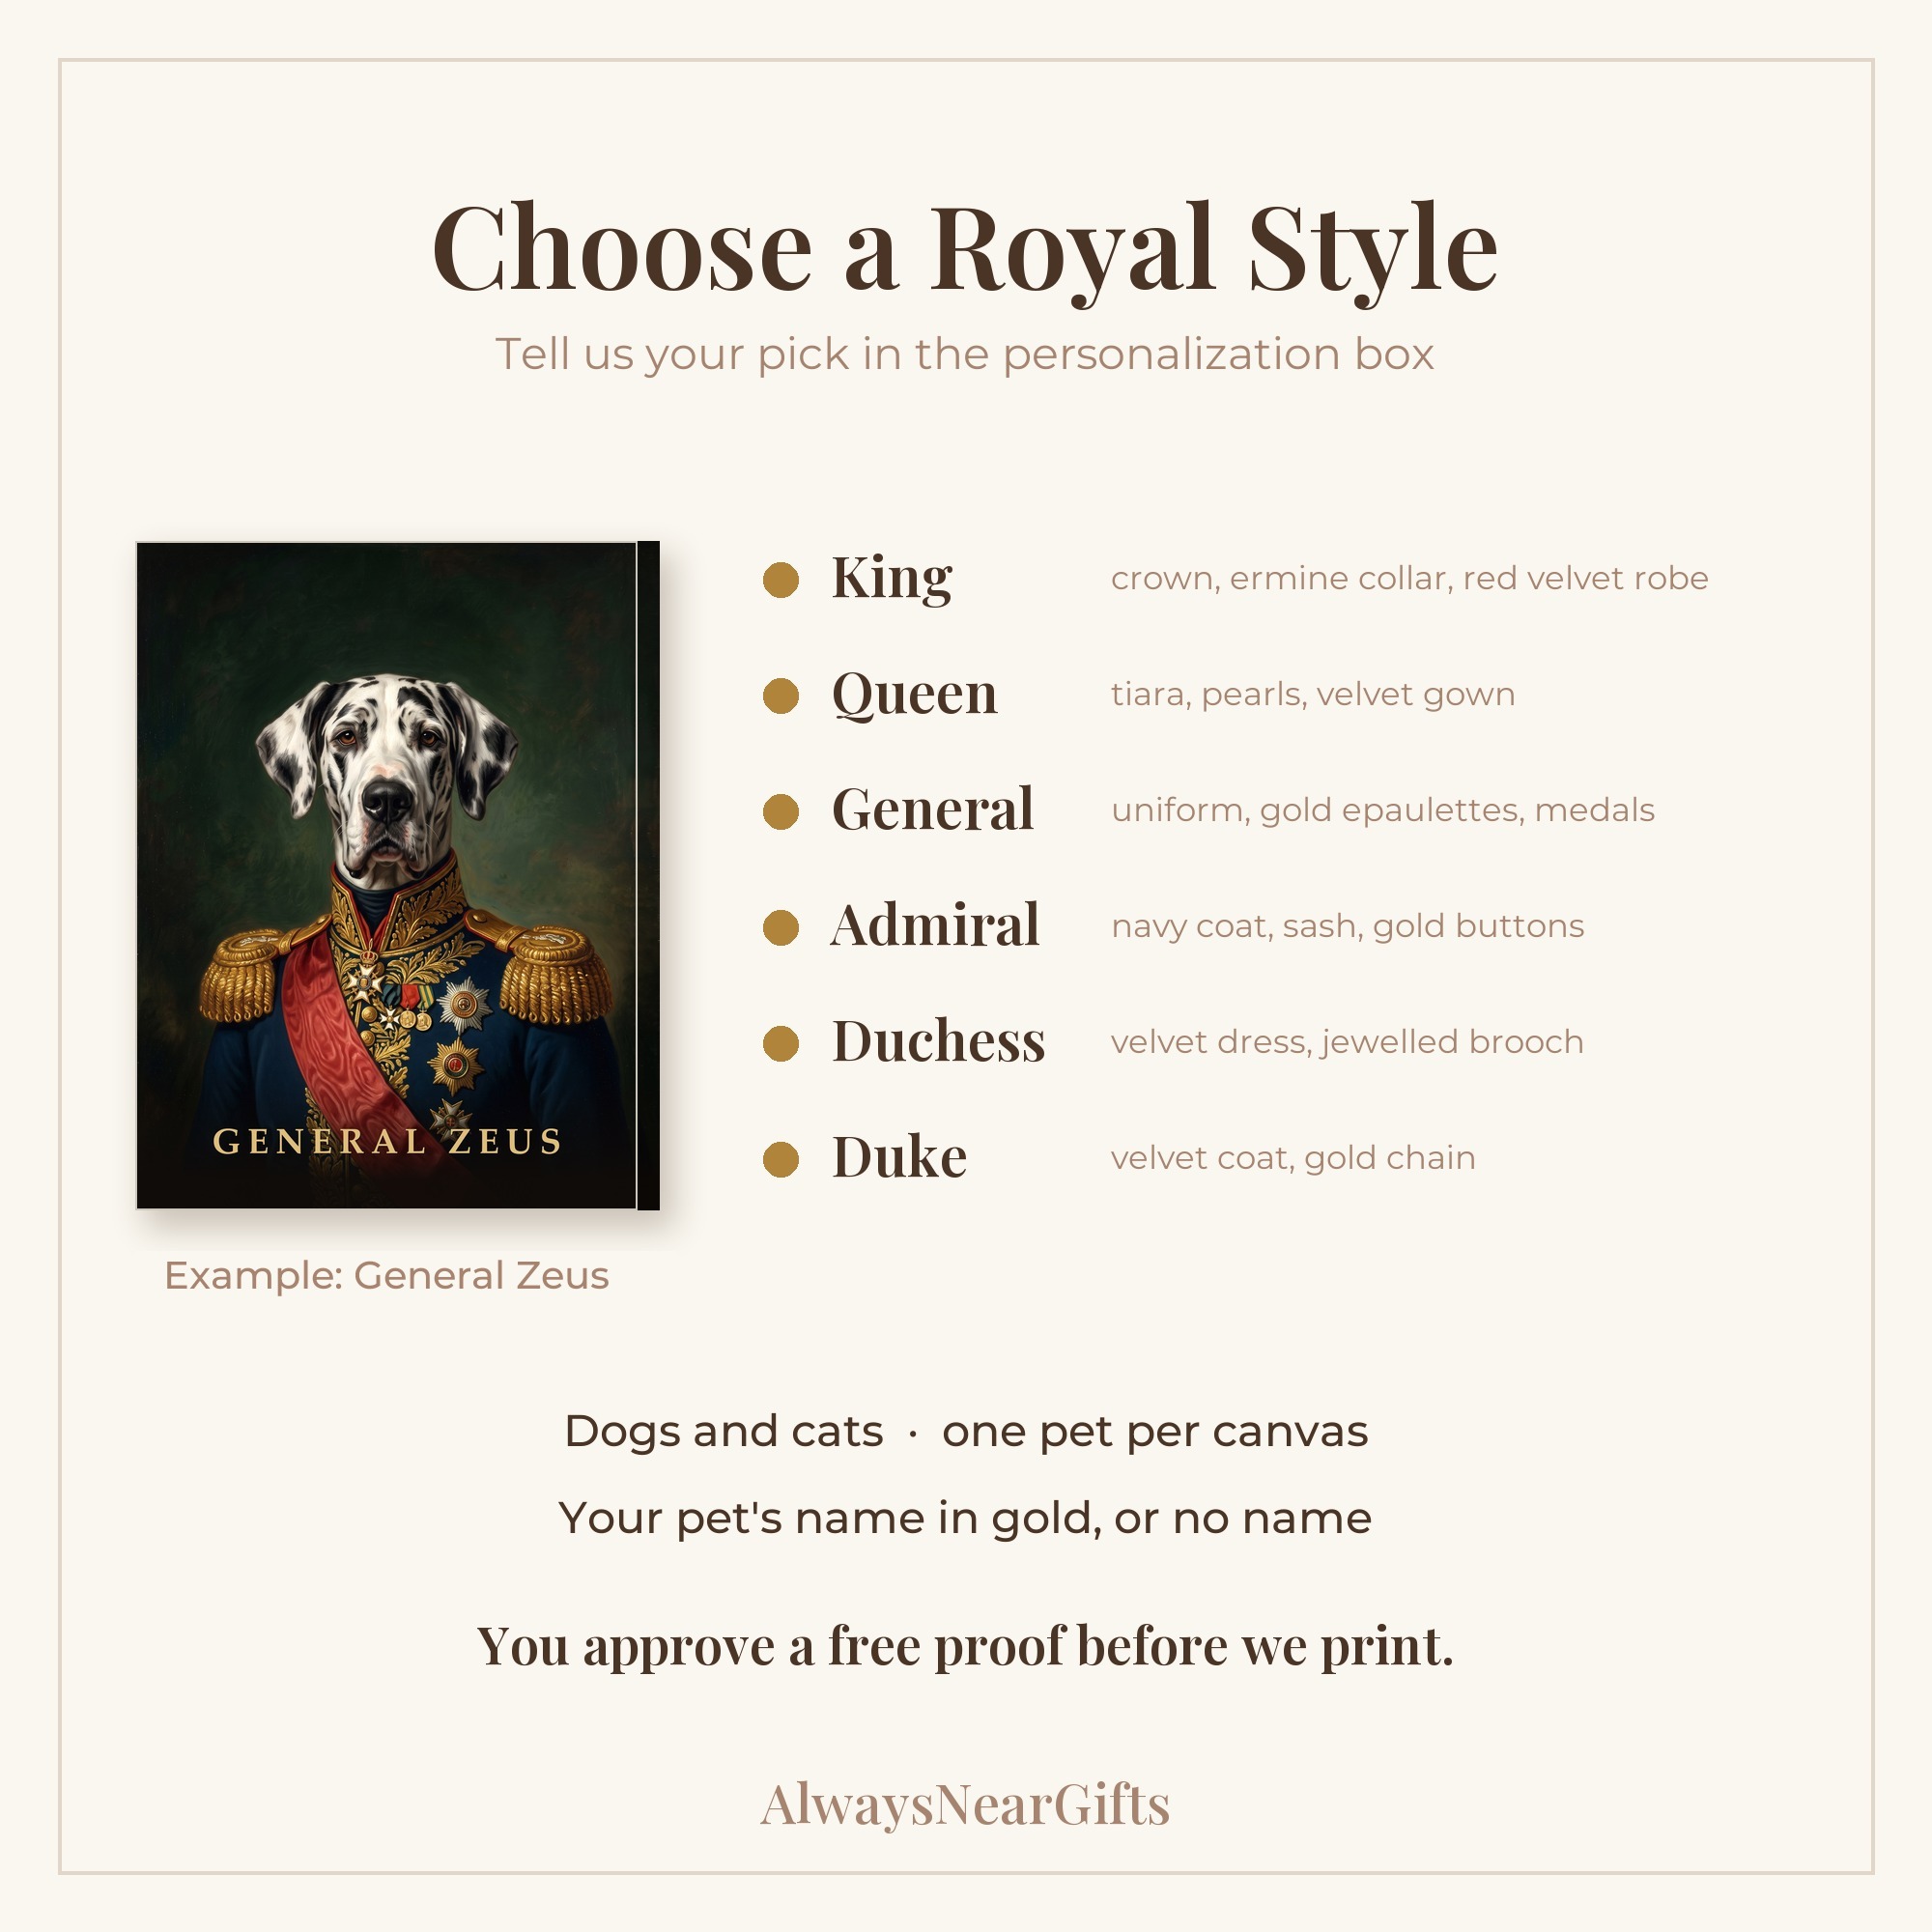 Choose a Royal Style
Tell us your pick in the personalization box
GENERAL ZEUS
Example: General Zeus
King crown, ermine collar, red velvet robe
Queen tiara, pearls, velvet gown
General uniform, gold epaulettes, medals
Admiral navy coat, sash, gold buttons
Duchess velvet dress, jewelled brooch
Duke velvet coat, gold chain
Dogs and cats · one pet per canvas
Your pet's name in gold, or no name
You approve a free proof before we print.
AlwaysNearGifts